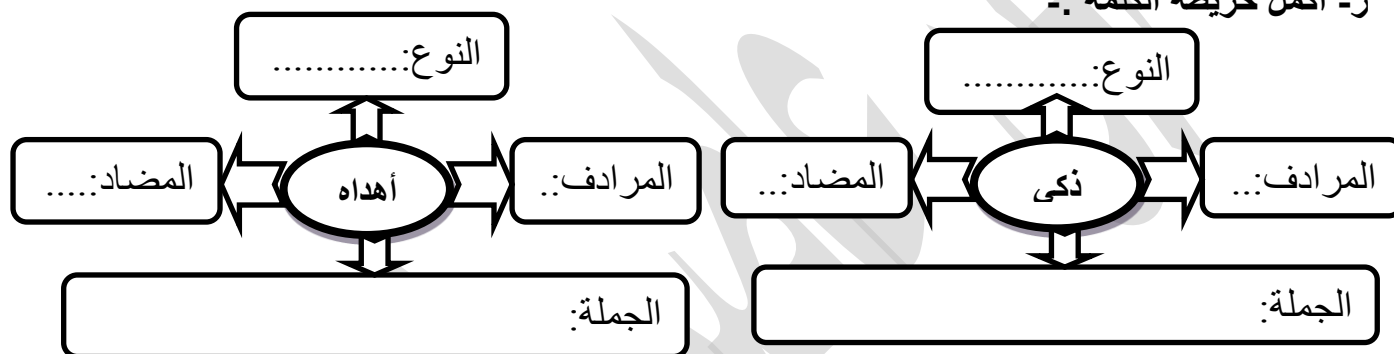 ر- أكمل خريطة الكلمة :-
النوع:............
النوع:............
المرادف:..
ذكى
المضاد:..
المرادف:.
أهداه
المضاد:....
الجملة:
الجملة: